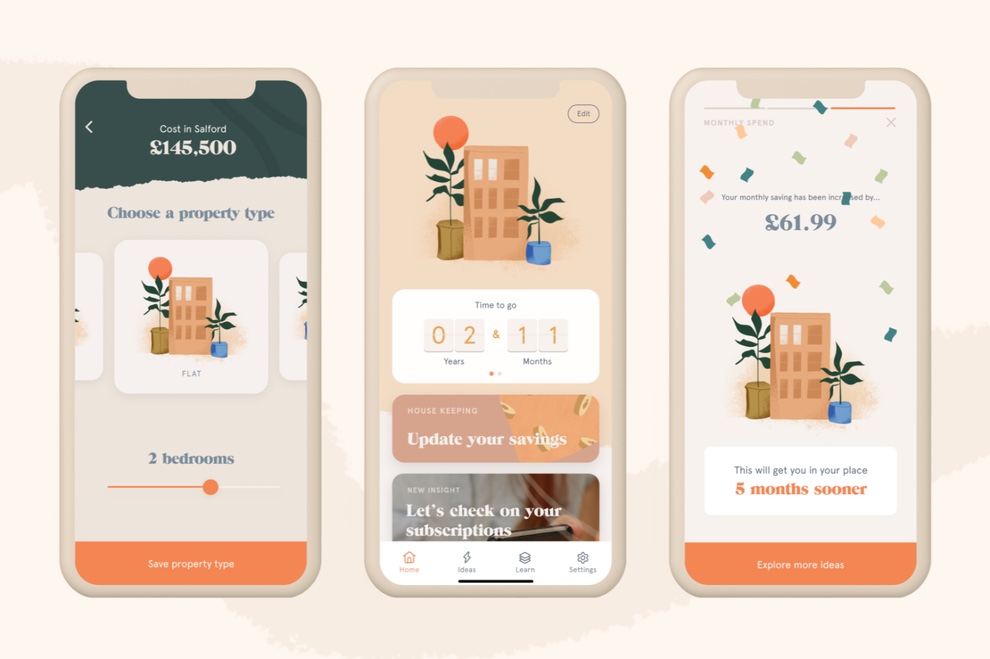 Cost in Salford
£145,500
Choose a property type
FLAT
2 bedrooms
Save property type
Edit
Time to go
0 2 & 1 1
Years Months
HOUSE KEEPING
Update your savings
NEW INSIGHT
Let's check on your
subscriptions
Home Ideas Learn Settings
MONTHLY SPEND
Your monthly saving has been increased by...
£61.99
This will get you in your place
5 months sooner
Explore more ideas